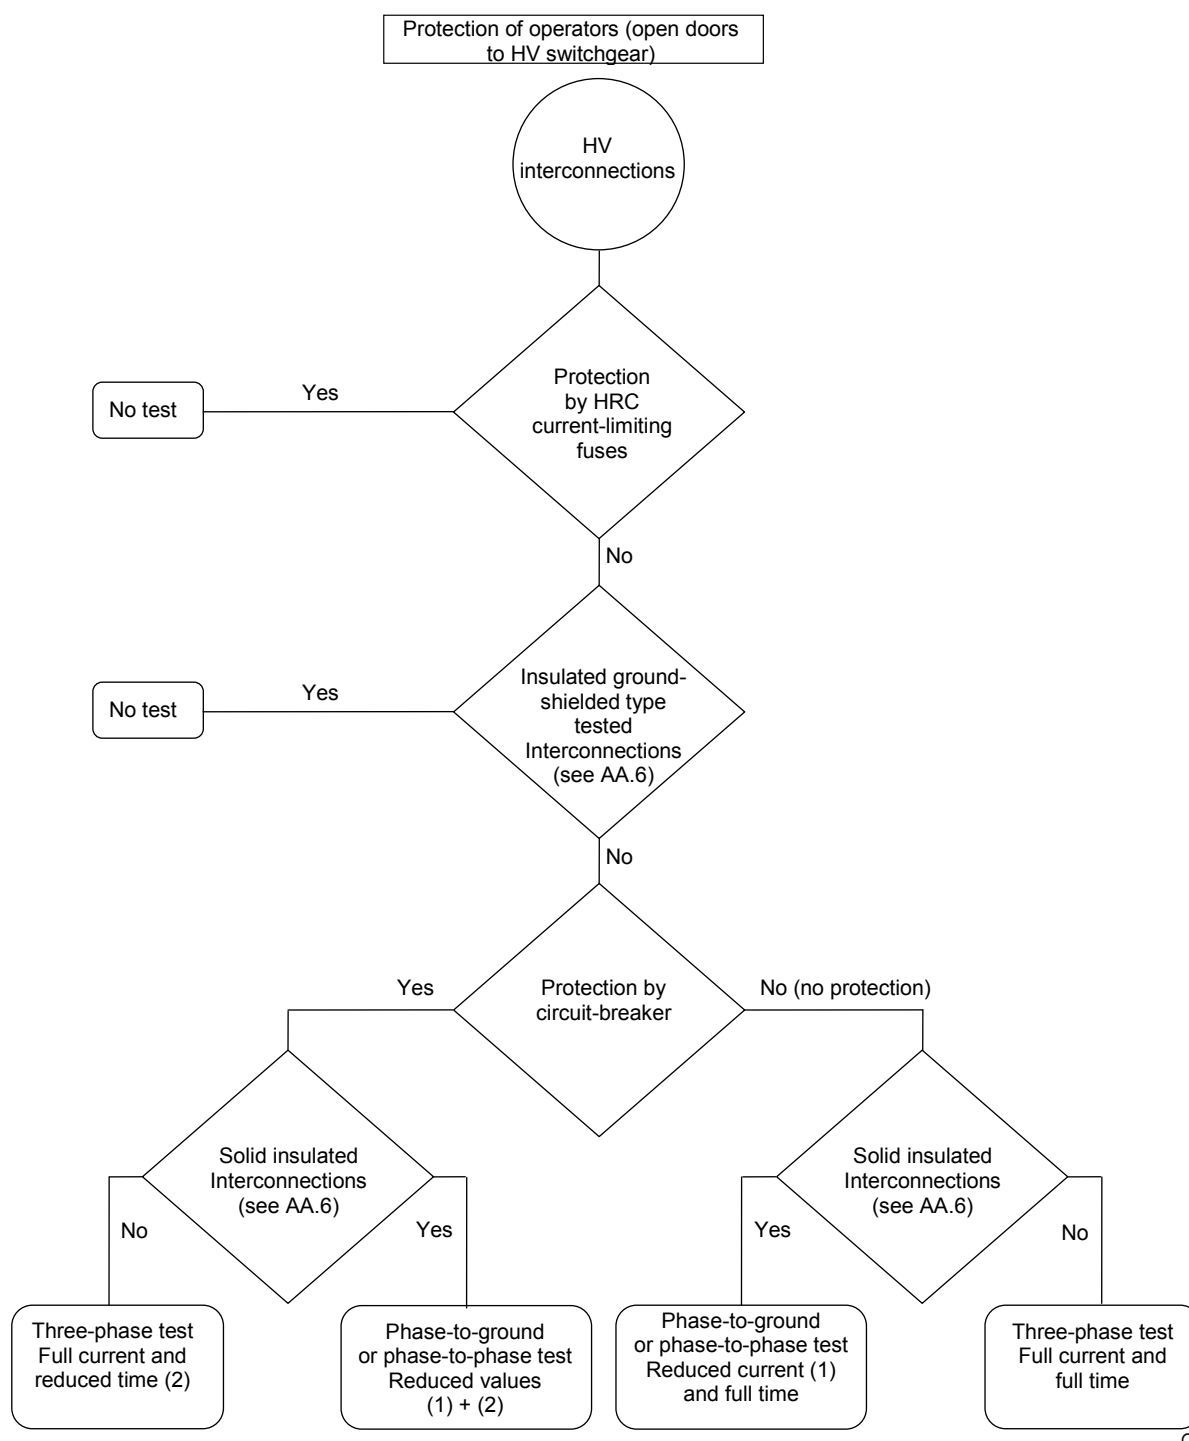 Protection of operators (open doors
to HV switchgear)
HV
interconnections
Protection
by HRC
current-limiting
fuses
Yes
No test
No
Insulated ground-
shielded type
tested
Interconnections
(see AA.6)
Yes
No test
No
Protection by
circuit-breaker
Yes
No (no protection)
Solid insulated
Interconnections
(see AA.6)
No
Yes
Solid insulated
Interconnections
(see AA.6)
Yes
No
Three-phase test
Full current and
reduced time (2)
Phase-to-ground
or phase-to-phase test
Reduced values
(1) + (2)
Phase-to-ground
or phase-to-phase test
Reduced current (1)
and full time
Three-phase test
Full current and
full time